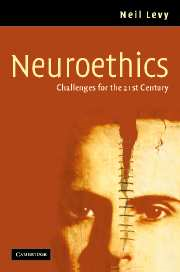 Neil Levy
Neuroethics
Challenges for the 21st Century
CAMBRIDGE